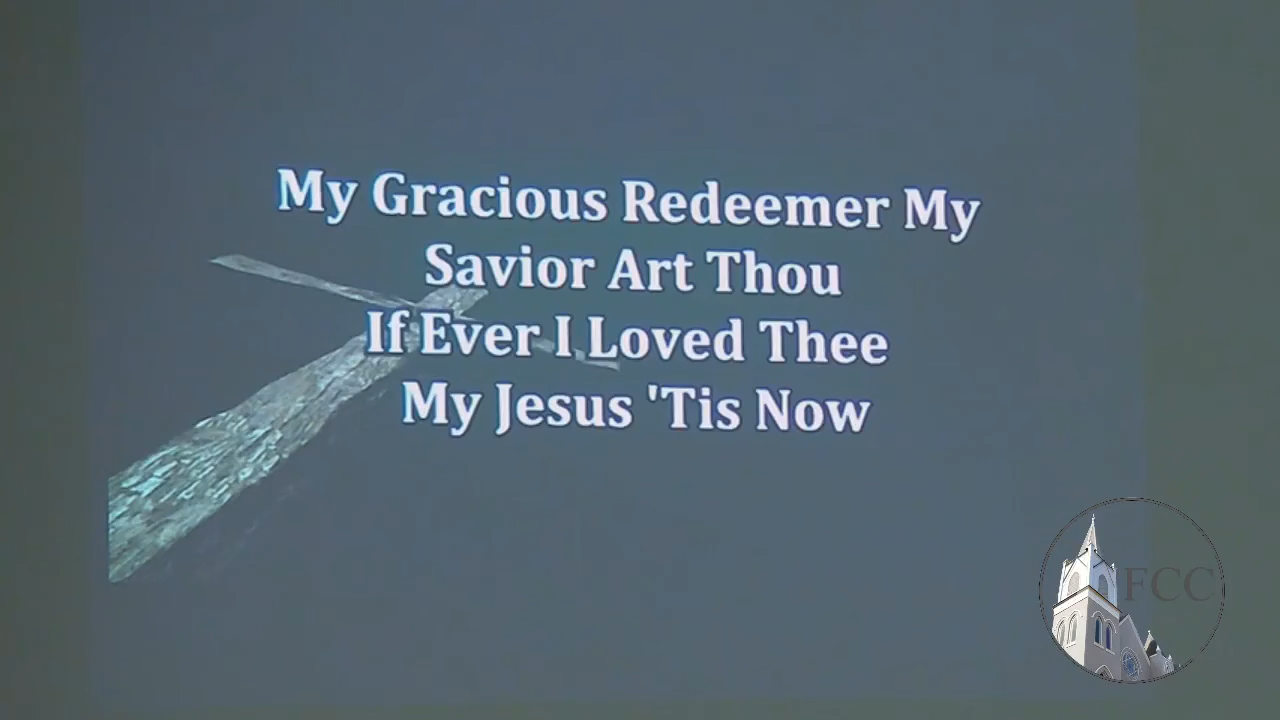 My Gracious Redeemer My
Savior Art Thou
If Ever I Loved Thee
My Jesus 'Tis Now
FCC